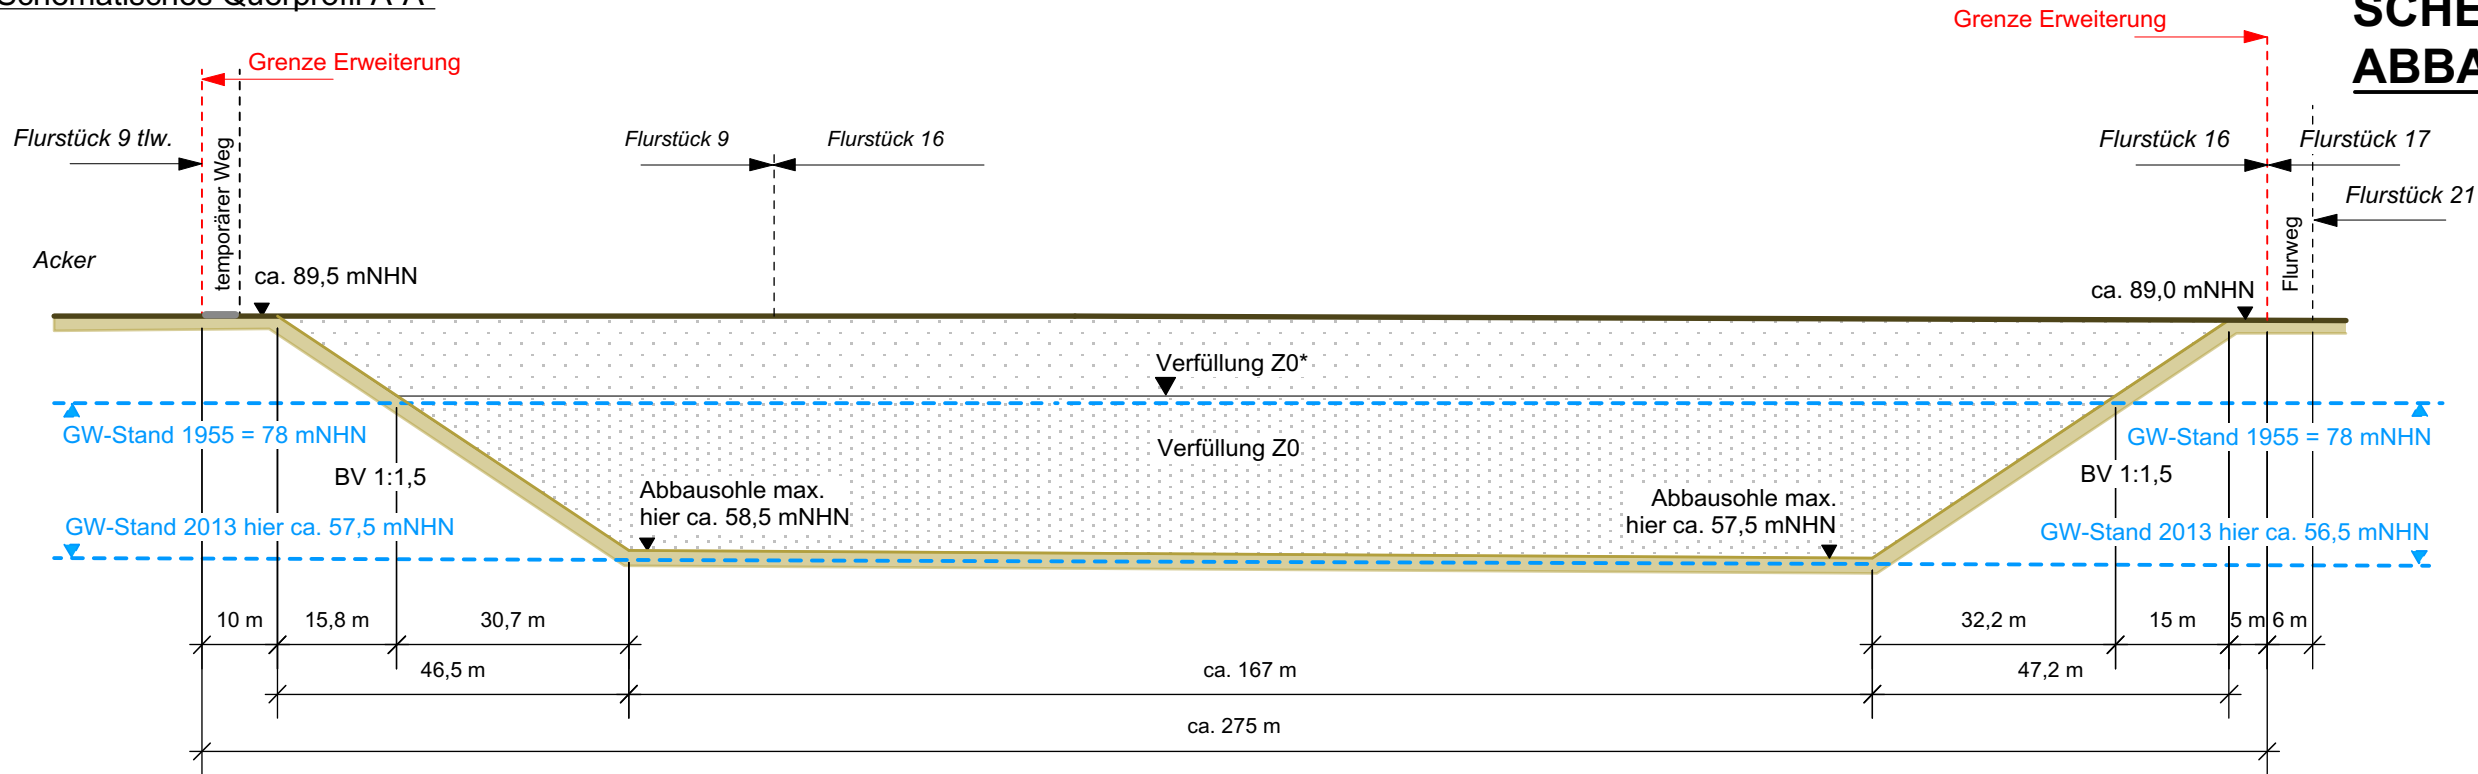 Schematisches Querprofil A-A'
SCHE
ABBA
Grenze Erweiterung
Grenze Erweiterung
Flurstück 9 tlw.
temporärer Weg
Flurstück 9
Flurstück 16
Flurstück 16
Flurstück 17
Flurstück 21
Flurweg
Acker
ca. 89,5 mNHN
ca. 89,0 mNHN
Verfüllung Z0*
GW-Stand 1955 = 78 mNHN
GW-Stand 1955 = 78 mNHN
Verfüllung Z0
BV 1:1,5
BV 1:1,5
Abbausohle max.
hier ca. 58,5 mNHN
Abbausohle max.
hier ca. 57,5 mNHN
GW-Stand 2013 hier ca. 57,5 mNHN
GW-Stand 2013 hier ca. 56,5 mNHN
10 m
15,8 m
30,7 m
32,2 m
15 m
5 m
6 m
46,5 m
ca. 167 m
47,2 m
ca. 275 m